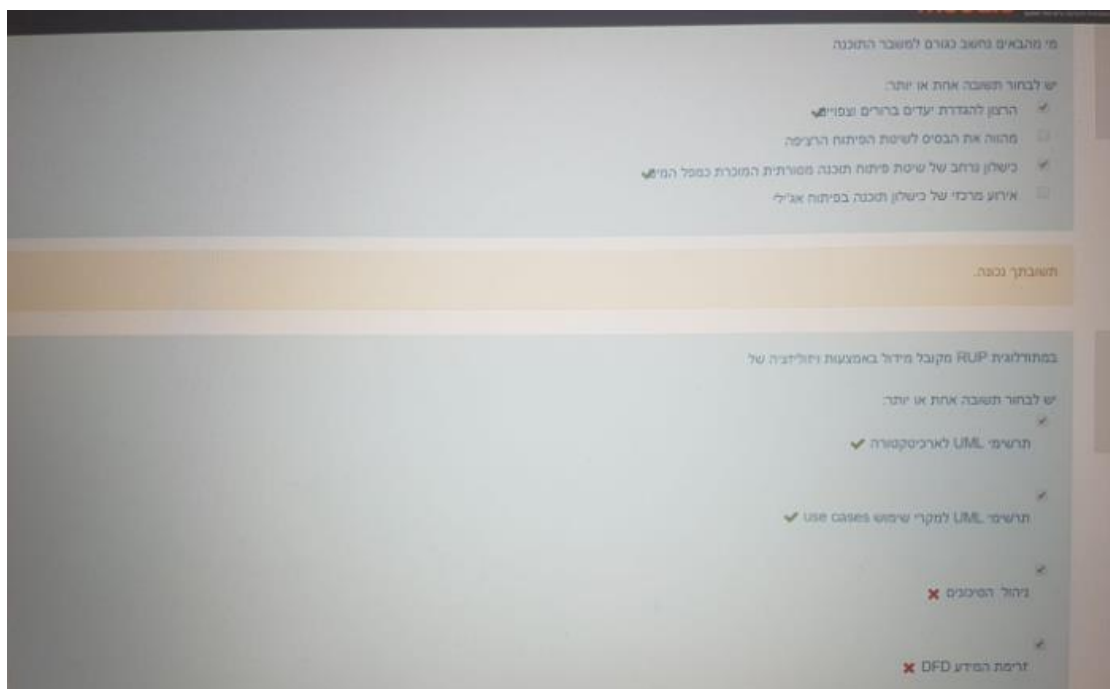 מי מהבאים נחשב כגורם למשבר התוכנה
יש לבחור תשובה אחת או יותר:
הרצון להגדרת יעדים ברורים וצפויים
מהווה את הבסיס לשיטת הפיתוח הרציפה
כישלון נרחב של שיטת פיתוח תוכנה מסורתית המוכרת כמפל המים
אירוע מרכזי של כישלון תוכנה בפיתוח אג'ילי
תשובתך נכונה.
במתודלוגית RUP מקובל מידול באמצעות ויזוליזציה של
יש לבחור תשובה אחת או יותר:
תרשימי UML לארכיטקטורה
תרשימי UML למקרי שימוש use cases
ניהול הסיכונים
זרימת המידע DFD